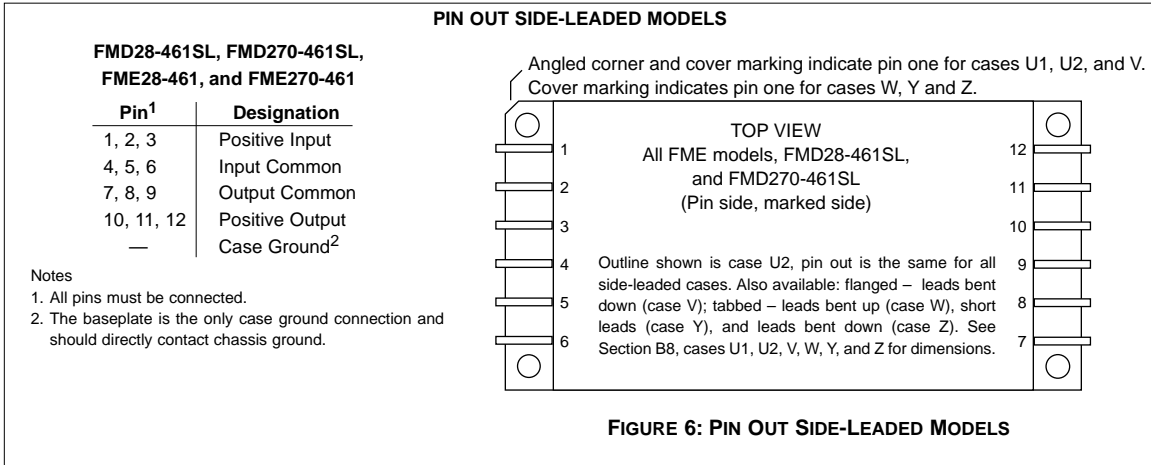 PIN OUT SIDE-LEADED MODELS
FMD28-461SL, FMD270-461SL,
FME28-461, and FME270-461
Pin1 Designation
1, 2, 3 Positive Input
4, 5, 6 Input Common
7, 8, 9 Output Common
10, 11, 12 Positive Output
— Case Ground2
Notes
1. All pins must be connected.
2. The baseplate is the only case ground connection and
should directly contact chassis ground.
Angled corner and cover marking indicate pin one for cases U1, U2, and V.
Cover marking indicates pin one for cases W, Y and Z.
TOP VIEW
All FME models, FMD28-461SL,
and FMD270-461SL
(Pin side, marked side)
1
2
3
4
5
6
12
11
10
9
8
7
Outline shown is case U2, pin out is the same for all
side-leaded cases. Also available: flanged – leads bent
down (case V); tabbed – leads bent up (case W), short
leads (case Y), and leads bent down (case Z). See
Section B8, cases U1, U2, V, W, Y, and Z for dimensions.
FIGURE 6: PIN OUT SIDE-LEADED MODELS